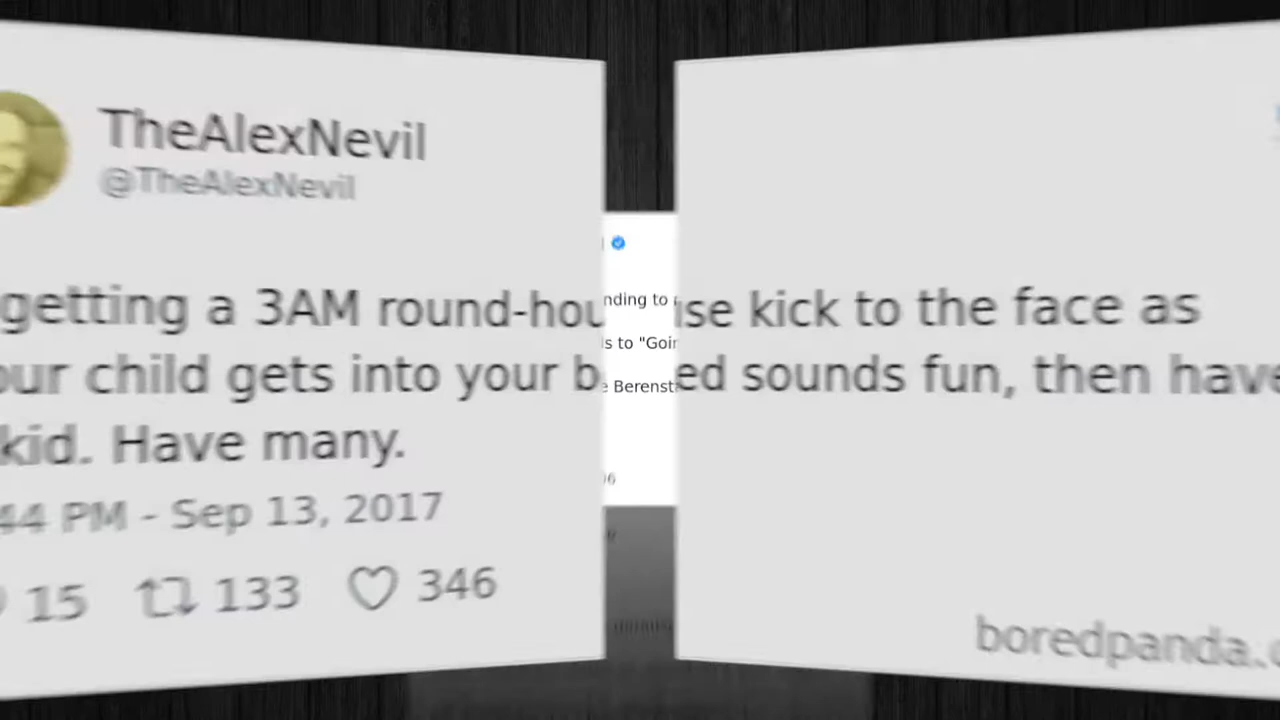 TheAlexNevil
@TheAlexNevil
getting a 3AM round-hou se kick to the face as
our child gets into your b ed sounds fun, then have
kid. Have many.
44 PM - Sep 13, 2017
15 133 346
nding to
is to "Goin
e Berenst
boredpanda.c